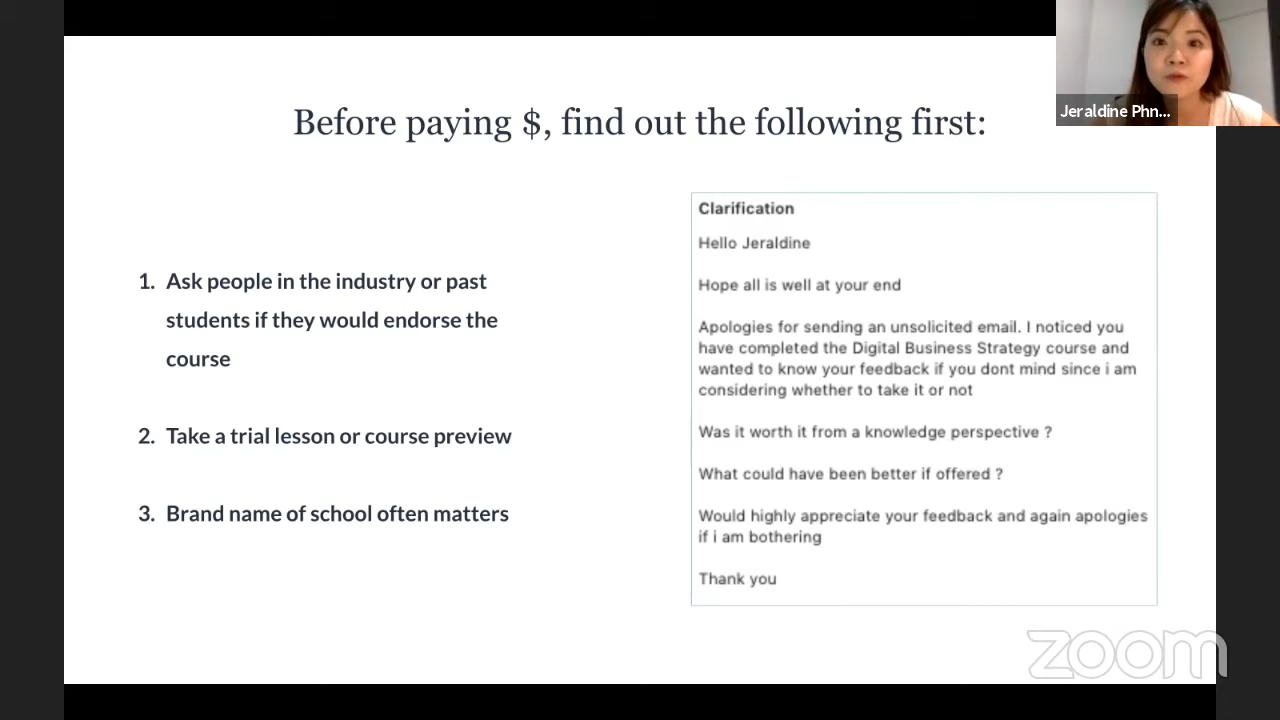 Before paying $, find out the following first:
Jeraldine Phn...
1. Ask people in the industry or past
students if they would endorse the
course
2. Take a trial lesson or course preview
3. Brand name of school often matters
Clarification
Hello Jeraldine
Hope all is well at your end
Apologies for sending an unsolicited email. I noticed you
have completed the Digital Business Strategy course and
wanted to know your feedback if you dont mind since i am
considering whether to take it or not
Was it worth it from a knowledge perspective ?
What could have been better if offered ?
Would highly appreciate your feedback and again apologies
if i am bothering
Thank you
zoom